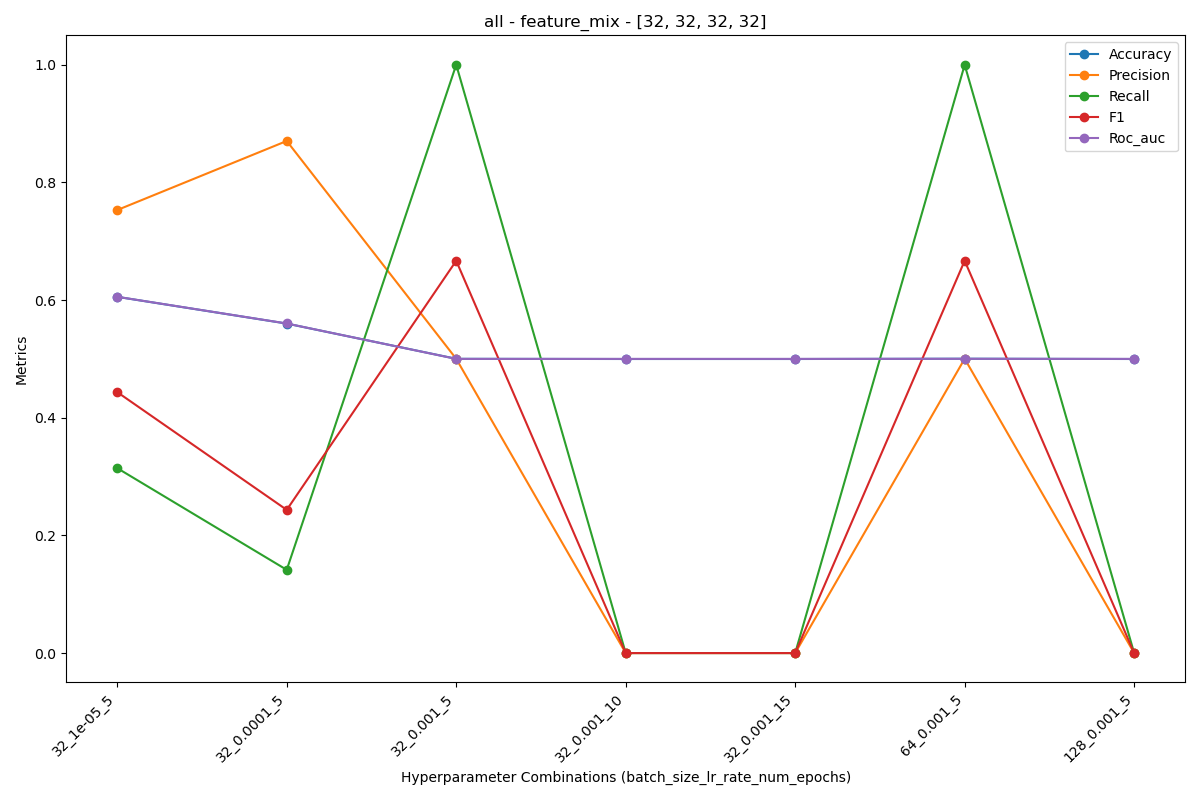 all - feature_mix - [32, 32, 32, 32]
Accuracy
Precision
Recall
F1
Roc_auc
Metrics
1.0
0.8
0.6
0.4
0.2
0.0
32_1e-05_5
32_0.0001_5
32_0.001_5
32_0.001_10
32_0.001_15
64_0.001_5
128_0.001_5
Hyperparameter Combinations (batch_size_lr_rate_num_epochs)